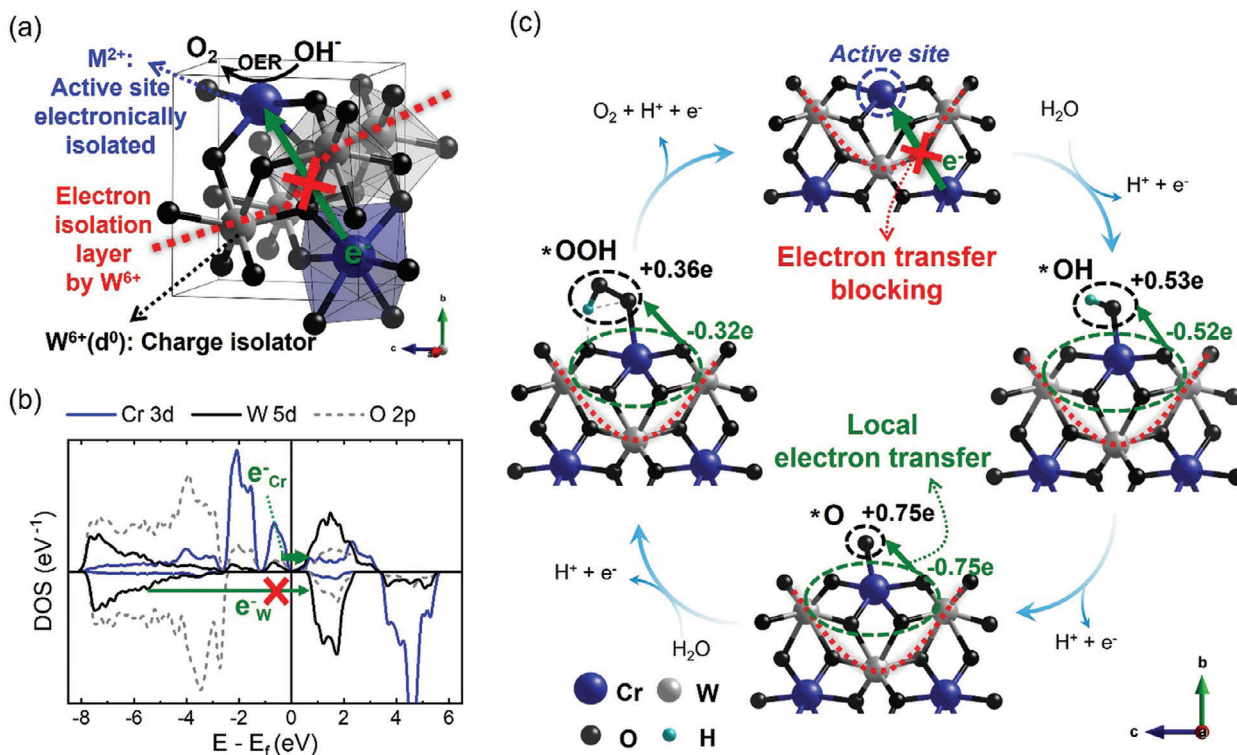 (a)
O₂
OER
OH⁻
M²⁺:
Active site
electronically
isolated
Electron
isolation
layer
by W⁶⁺
e⁻
W⁶⁺(d⁰): Charge isolator
b
c
a
(b)
Cr 3d
W 5d
O 2p
e⁻Cr
e⁻W
DOS (eV⁻¹)
-8
-6
-4
-2
0
2
4
6
E - Ef (eV)
(c)
Active site
O₂ + H⁺ + e⁻
H₂O
e⁻
H⁺ + e⁻
Electron transfer
blocking
*OOH
+0.36e
-0.32e
*OH
+0.53e
-0.52e
Local
electron transfer
*O
+0.75e
-0.75e
H⁺ + e⁻
H₂O
H⁺ + e⁻
Cr
W
O
H
b
c
a